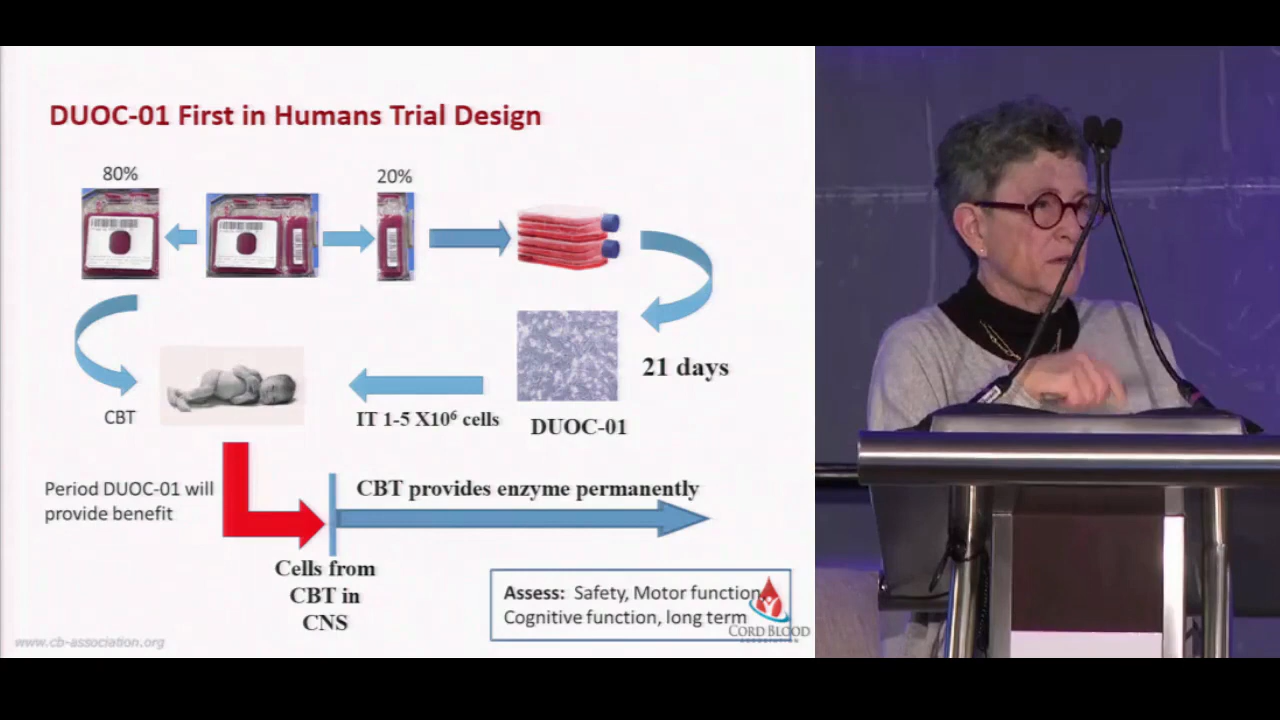 DUOC-01 First in Humans Trial Design
80%
20%
21 days
CBT
IT 1-5 X10⁶ cells
DUOC-01
Period DUOC-01 will
provide benefit
CBT provides enzyme permanently
Cells from
CBT in
CNS
Assess: Safety, Motor function
Cognitive function, long term
CORD BLOOD
ASSOCIATION
www.cb-association.org